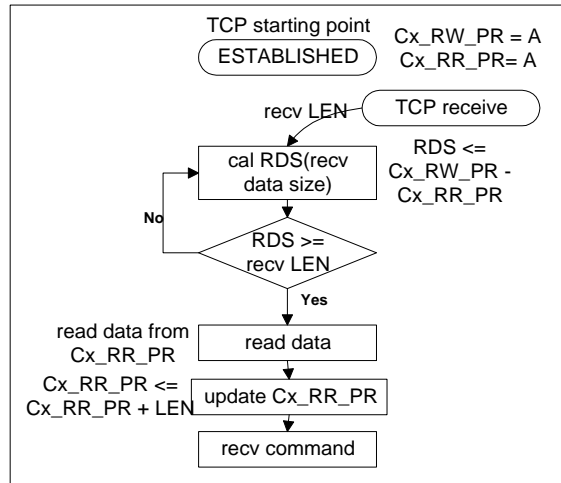 TCP starting point
ESTABLISHED
Cx_RW_PR = A
Cx_RR_PR= A
recv LEN
TCP receive
cal RDS(recv
data size)
RDS <=
Cx_RW_PR -
Cx_RR_PR
No
RDS >=
recv LEN
Yes
read data from
Cx_RR_PR
read data
Cx_RR_PR <=
Cx_RR_PR + LEN
update Cx_RR_PR
recv command